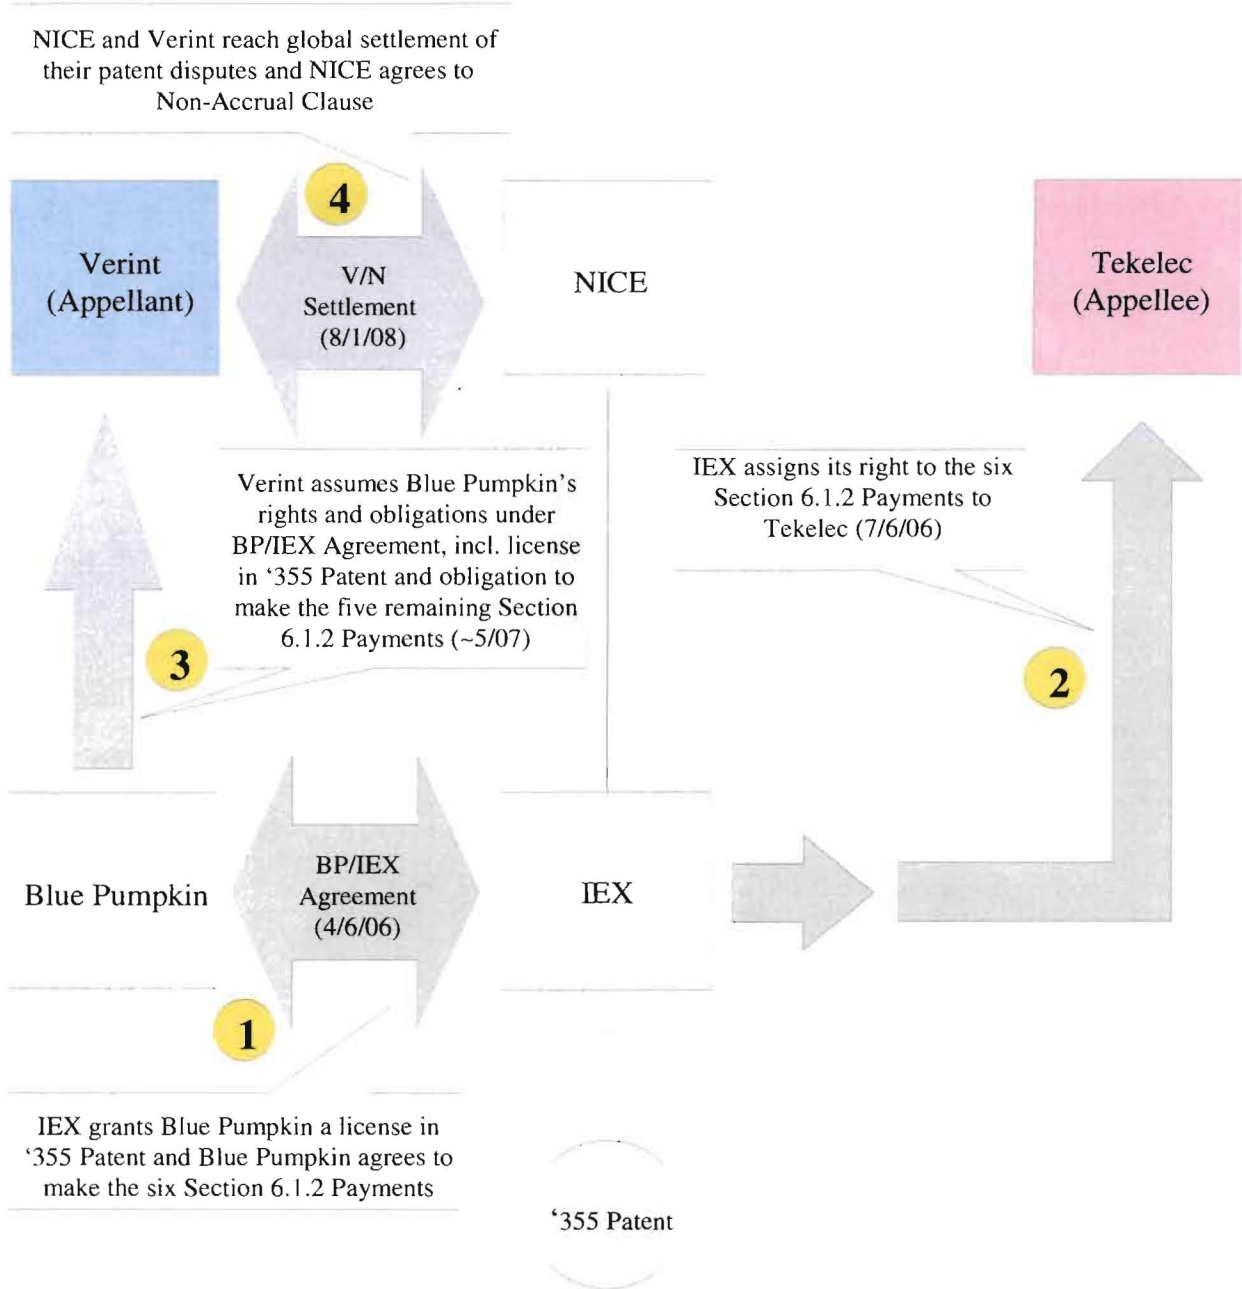 NICE and Verint reach global settlement of
their patent disputes and NICE agrees to
Non-Accrual Clause
4
Verint
(Appellant)
V/N
Settlement
(8/1/08)
NICE
Tekelec
(Appellee)
Verint assumes Blue Pumpkin’s
rights and obligations under
BP/IEX Agreement, incl. license
in ‘355 Patent and obligation to
make the five remaining Section
6.1.2 Payments (~5/07)
3
IEX assigns its right to the six
Section 6.1.2 Payments to
Tekelec (7/6/06)
2
Blue Pumpkin
BP/IEX
Agreement
(4/6/06)
IEX
1
IEX grants Blue Pumpkin a license in
‘355 Patent and Blue Pumpkin agrees to
make the six Section 6.1.2 Payments
‘355 Patent